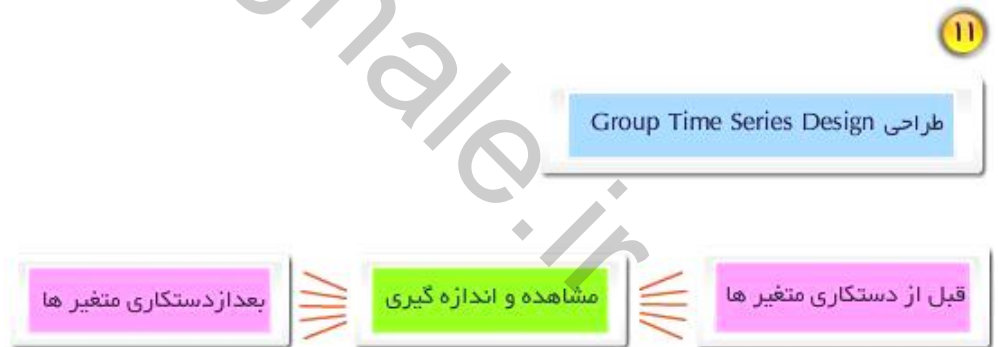 ۱۱
طراحی Group Time Series Design
قبل از دستکاری متغیر ها
مشاهده و اندازه گیری
بعدازدستکاری متغیر ها